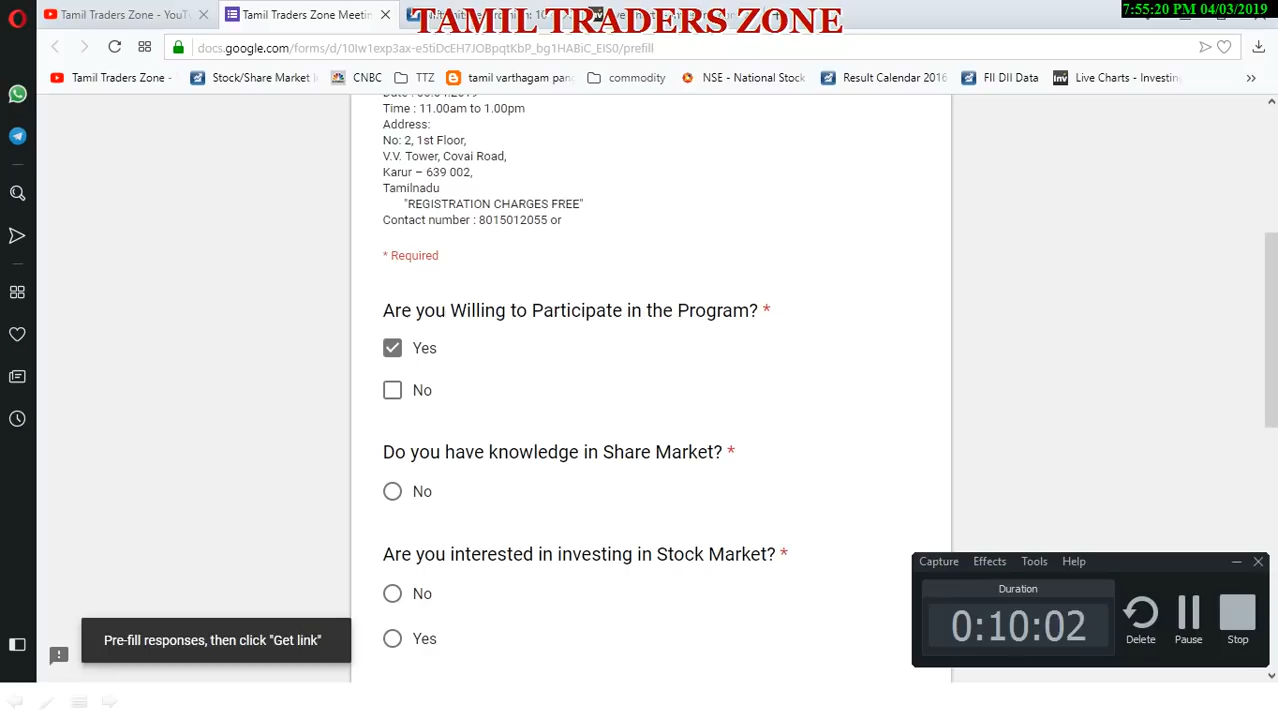 Tamil Traders Zone - YouT
Tamil Traders Zone Meetin
TAMIL TRADERS ZONE
7:55:20 PM 04/03/2019
docs.google.com/forms/d/10Iw1exp3ax-e5tiDcEH7JOBpqtKbP_bg1HABiC_EIS0/prefill
Tamil Traders Zone -
Stock/Share Market I
CNBC
TTZ
tamil varthagam pan
commodity
NSE - National Stock
Result Calendar 2016
FII DII Data
Live Charts - Investin
Time : 11.00am to 1.00pm
Address:
No: 2, 1st Floor,
V.V. Tower, Covai Road,
Karur – 639 002,
Tamilnadu
"REGISTRATION CHARGES FREE"
Contact number : 8015012055 or
* Required
Are you Willing to Participate in the Program? *
Yes
No
Do you have knowledge in Share Market? *
No
Are you interested in investing in Stock Market? *
No
Yes
Pre-fill responses, then click "Get link"
Capture Effects Tools Help
Duration
0:10:02
Delete
Pause
Stop